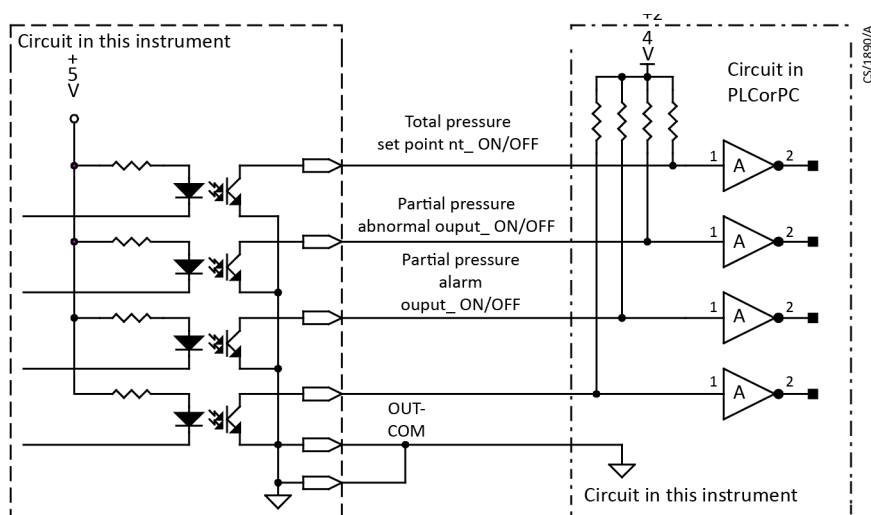 Circuit in this instrument
+
5
V
+2
4
V
Circuit in
PLCorPC
CS/1890/A
Total pressure
set point nt_ ON/OFF
1
A
2
Partial pressure
abnormal ouput_ ON/OFF
1
A
2
Partial pressure
alarm
ouput_ ON/OFF
1
A
2
1
A
2
OUT-
COM
Circuit in this instrument